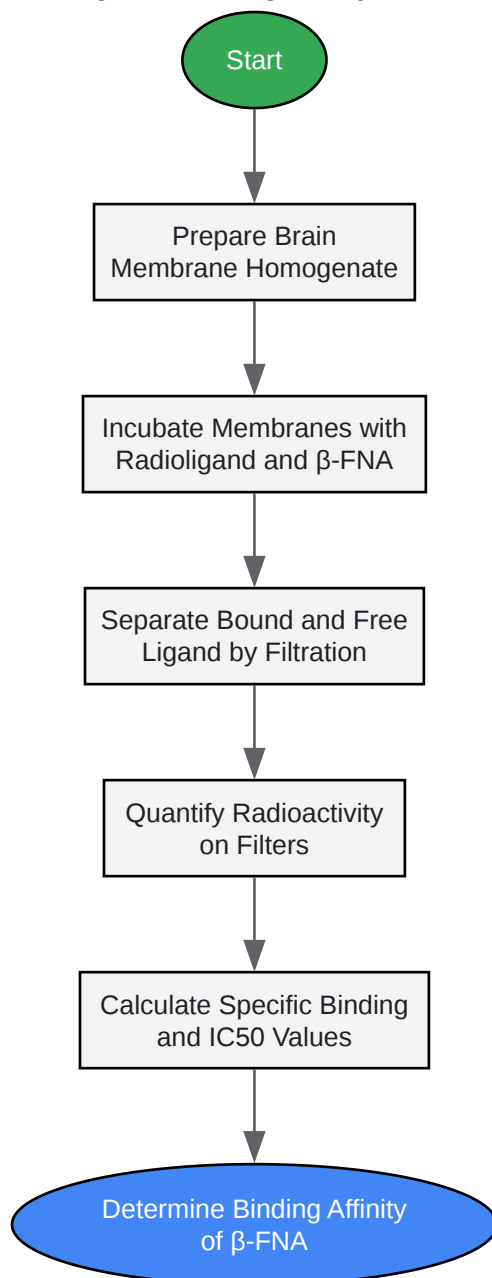 Start
Prepare Brain
Membrane Homogenate
Incubate Membranes with
Radioligand and β-FNA
Separate Bound and Free
Ligand by Filtration
Quantify Radioactivity
on Filters
Calculate Specific Binding
and IC50 Values
Determine Binding Affinity
of β-FNA